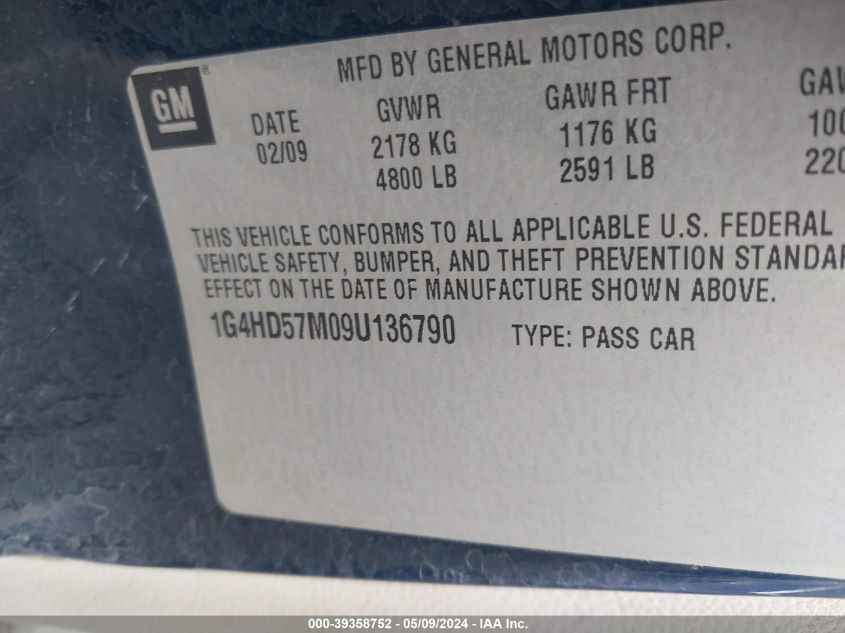 MFD BY GENERAL MOTORS CORP.
GM ®
DATE GVWR GAWR FRT
02/09 2178 KG 1176 KG
4800 LB 2591 LB
THIS VEHICLE CONFORMS TO ALL APPLICABLE U.S. FEDERAL
VEHICLE SAFETY, BUMPER, AND THEFT PREVENTION
EFFECT ON THE DATE OF MANUFACTURE SHOWN ABOVE.
1G4HD57M09U136790 TYPE: PASS CAR
000-39358752 - 05/09/2024 - IAA Inc.